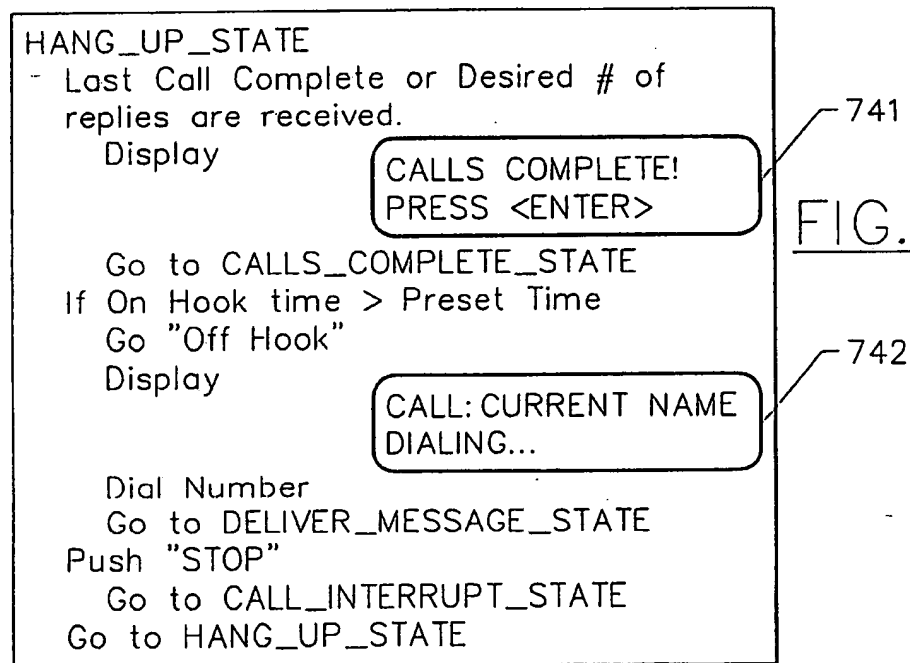 HANG_UP_STATE
Last Call Complete or Desired # of
replies are received.
Display
CALLS COMPLETE!
PRESS <ENTER>
741
FIG.
Go to CALLS_COMPLETE_STATE
If On Hook time > Preset Time
Go "Off Hook"
Display
CALL: CURRENT NAME
DIALING...
742
Dial Number
Go to DELIVER_MESSAGE_STATE
Push "STOP"
Go to CALL_INTERRUPT_STATE
Go to HANG_UP_STATE